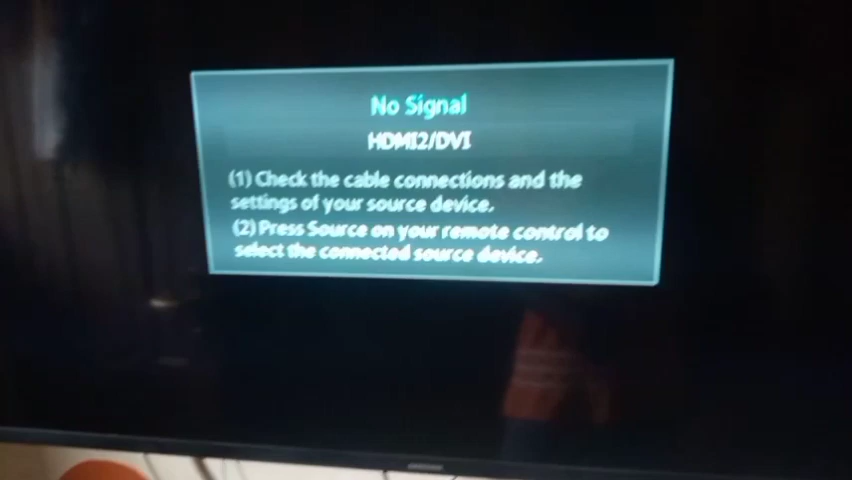 No Signal
HDMI2/DVI
(1) Check the cable connections and the
settings of your source device.
(2) Press Source on your remote control to
select the connected source device.